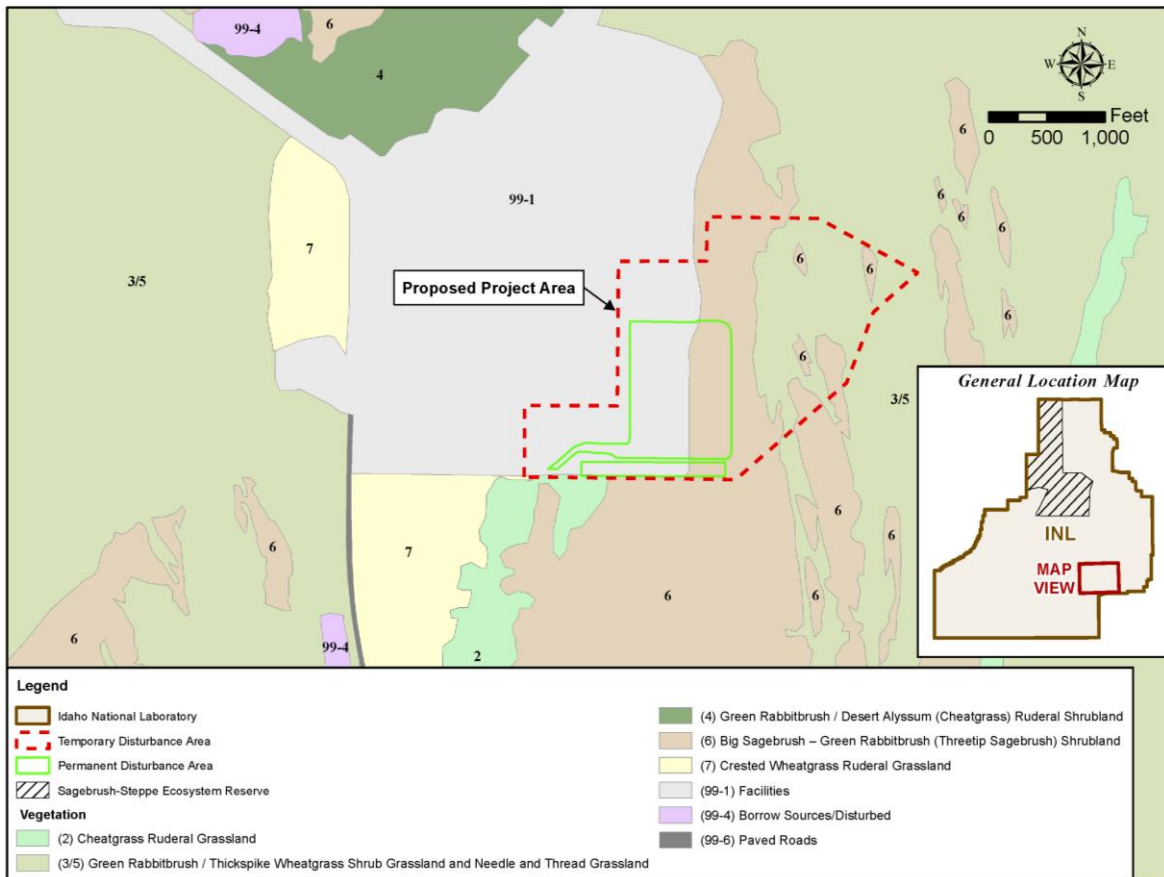 99-4
6
4
N
W E
S
Feet
0 500 1,000
6
6
6
6
99-1
7
6
6
3/5
Proposed Project Area
6
6
3/5
General Location Map
INL
MAP
VIEW
6
6
7
6
6
6
6
99-4
2
Legend
Idaho National Laboratory
Temporary Disturbance Area
Permanent Disturbance Area
Sagebrush-Steppe Ecosystem Reserve
Vegetation
(2) Cheatgrass Ruderal Grassland
(3/5) Green Rabbitbrush / Thickspike Wheatgrass Shrub Grassland and Needle and Thread Grassland
(4) Green Rabbitbrush / Desert Alyssum (Cheatgrass) Ruderal Shrubland
(6) Big Sagebrush – Green Rabbitbrush (Threetip Sagebrush) Shrubland
(7) Crested Wheatgrass Ruderal Grassland
(99-1) Facilities
(99-4) Borrow Sources/Disturbed
(99-6) Paved Roads